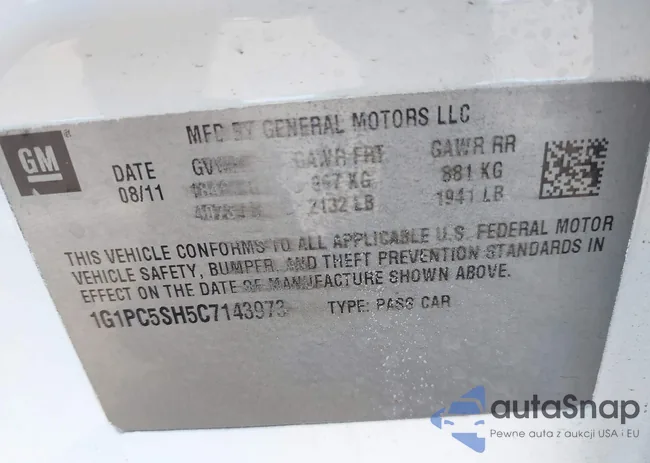 GM
MFD BY GENERAL MOTORS LLC
DATE GVWR GAWR FRT GAWR RR
08/11 967 KG 881 KG
2132 LB 1941 LB
THIS VEHICLE CONFORMS TO ALL APPLICABLE U.S. FEDERAL MOTOR
VEHICLE SAFETY, BUMPER, AND THEFT PREVENTION STANDARDS IN
EFFECT ON THE DATE OF MANUFACTURE SHOWN ABOVE.
1G1PC5SH5C7143973 TYPE: PASS CAR
autaSnap
Pewne auta z aukcji USA i EU